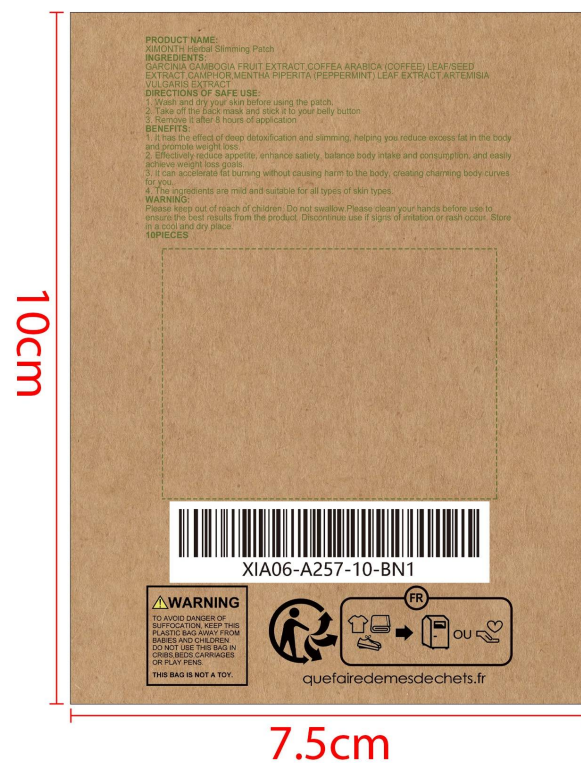 PRODUCT NAME:
XIMONTH Herbal Slimming Patch
INGREDIENTS:
GARCINIA CAMBOGIA FRUIT EXTRACT,COFFEA ARABICA (COFFEE) LEAF/SEED
EXTRACT,CAMPHOR,MENTHA PIPERITA (PEPPERMINT) LEAF EXTRACT,ARTEMISIA
VULGARIS EXTRACT
DIRECTIONS OF SAFE USE:
1. Wash and dry your skin before using the patch.
2. Take off the back mask and stick it to your belly button
3. Remove it after 8 hours of application
BENEFITS:
1. It has the effect of deep detoxification and slimming, helping you reduce excess fat in the body
and promote weight loss
2. Effectively reduce appetite, enhance satiety, balance body intake and consumption, and easily
achieve weight loss goals.
3. It can accelerate fat burning without causing harm to the body, creating charming body curves
for you.
4. The ingredients are mild and suitable for all types of skin types.
WARNING:
Please keep out of reach of children. Do not swallow.Please clean your hands before use to
ensure the best results from the product. Discontinue use if signs of irritation or rash occur. Store
in a cool and dry place.
10PIECES
10cm
XIA06-A257-10-BN1
WARNING
TO AVOID DANGER OF
SUFFOCATION, KEEP THIS
PLASTIC BAG AWAY FROM
BABIES AND CHILDREN.
DO NOT USE THIS BAG IN
CRIBS,BEDS CARRIAGES
OR PLAY PENS.
THIS BAG IS NOT A TOY.
FR
OU
quefairedemesdechets.fr
7.5cm